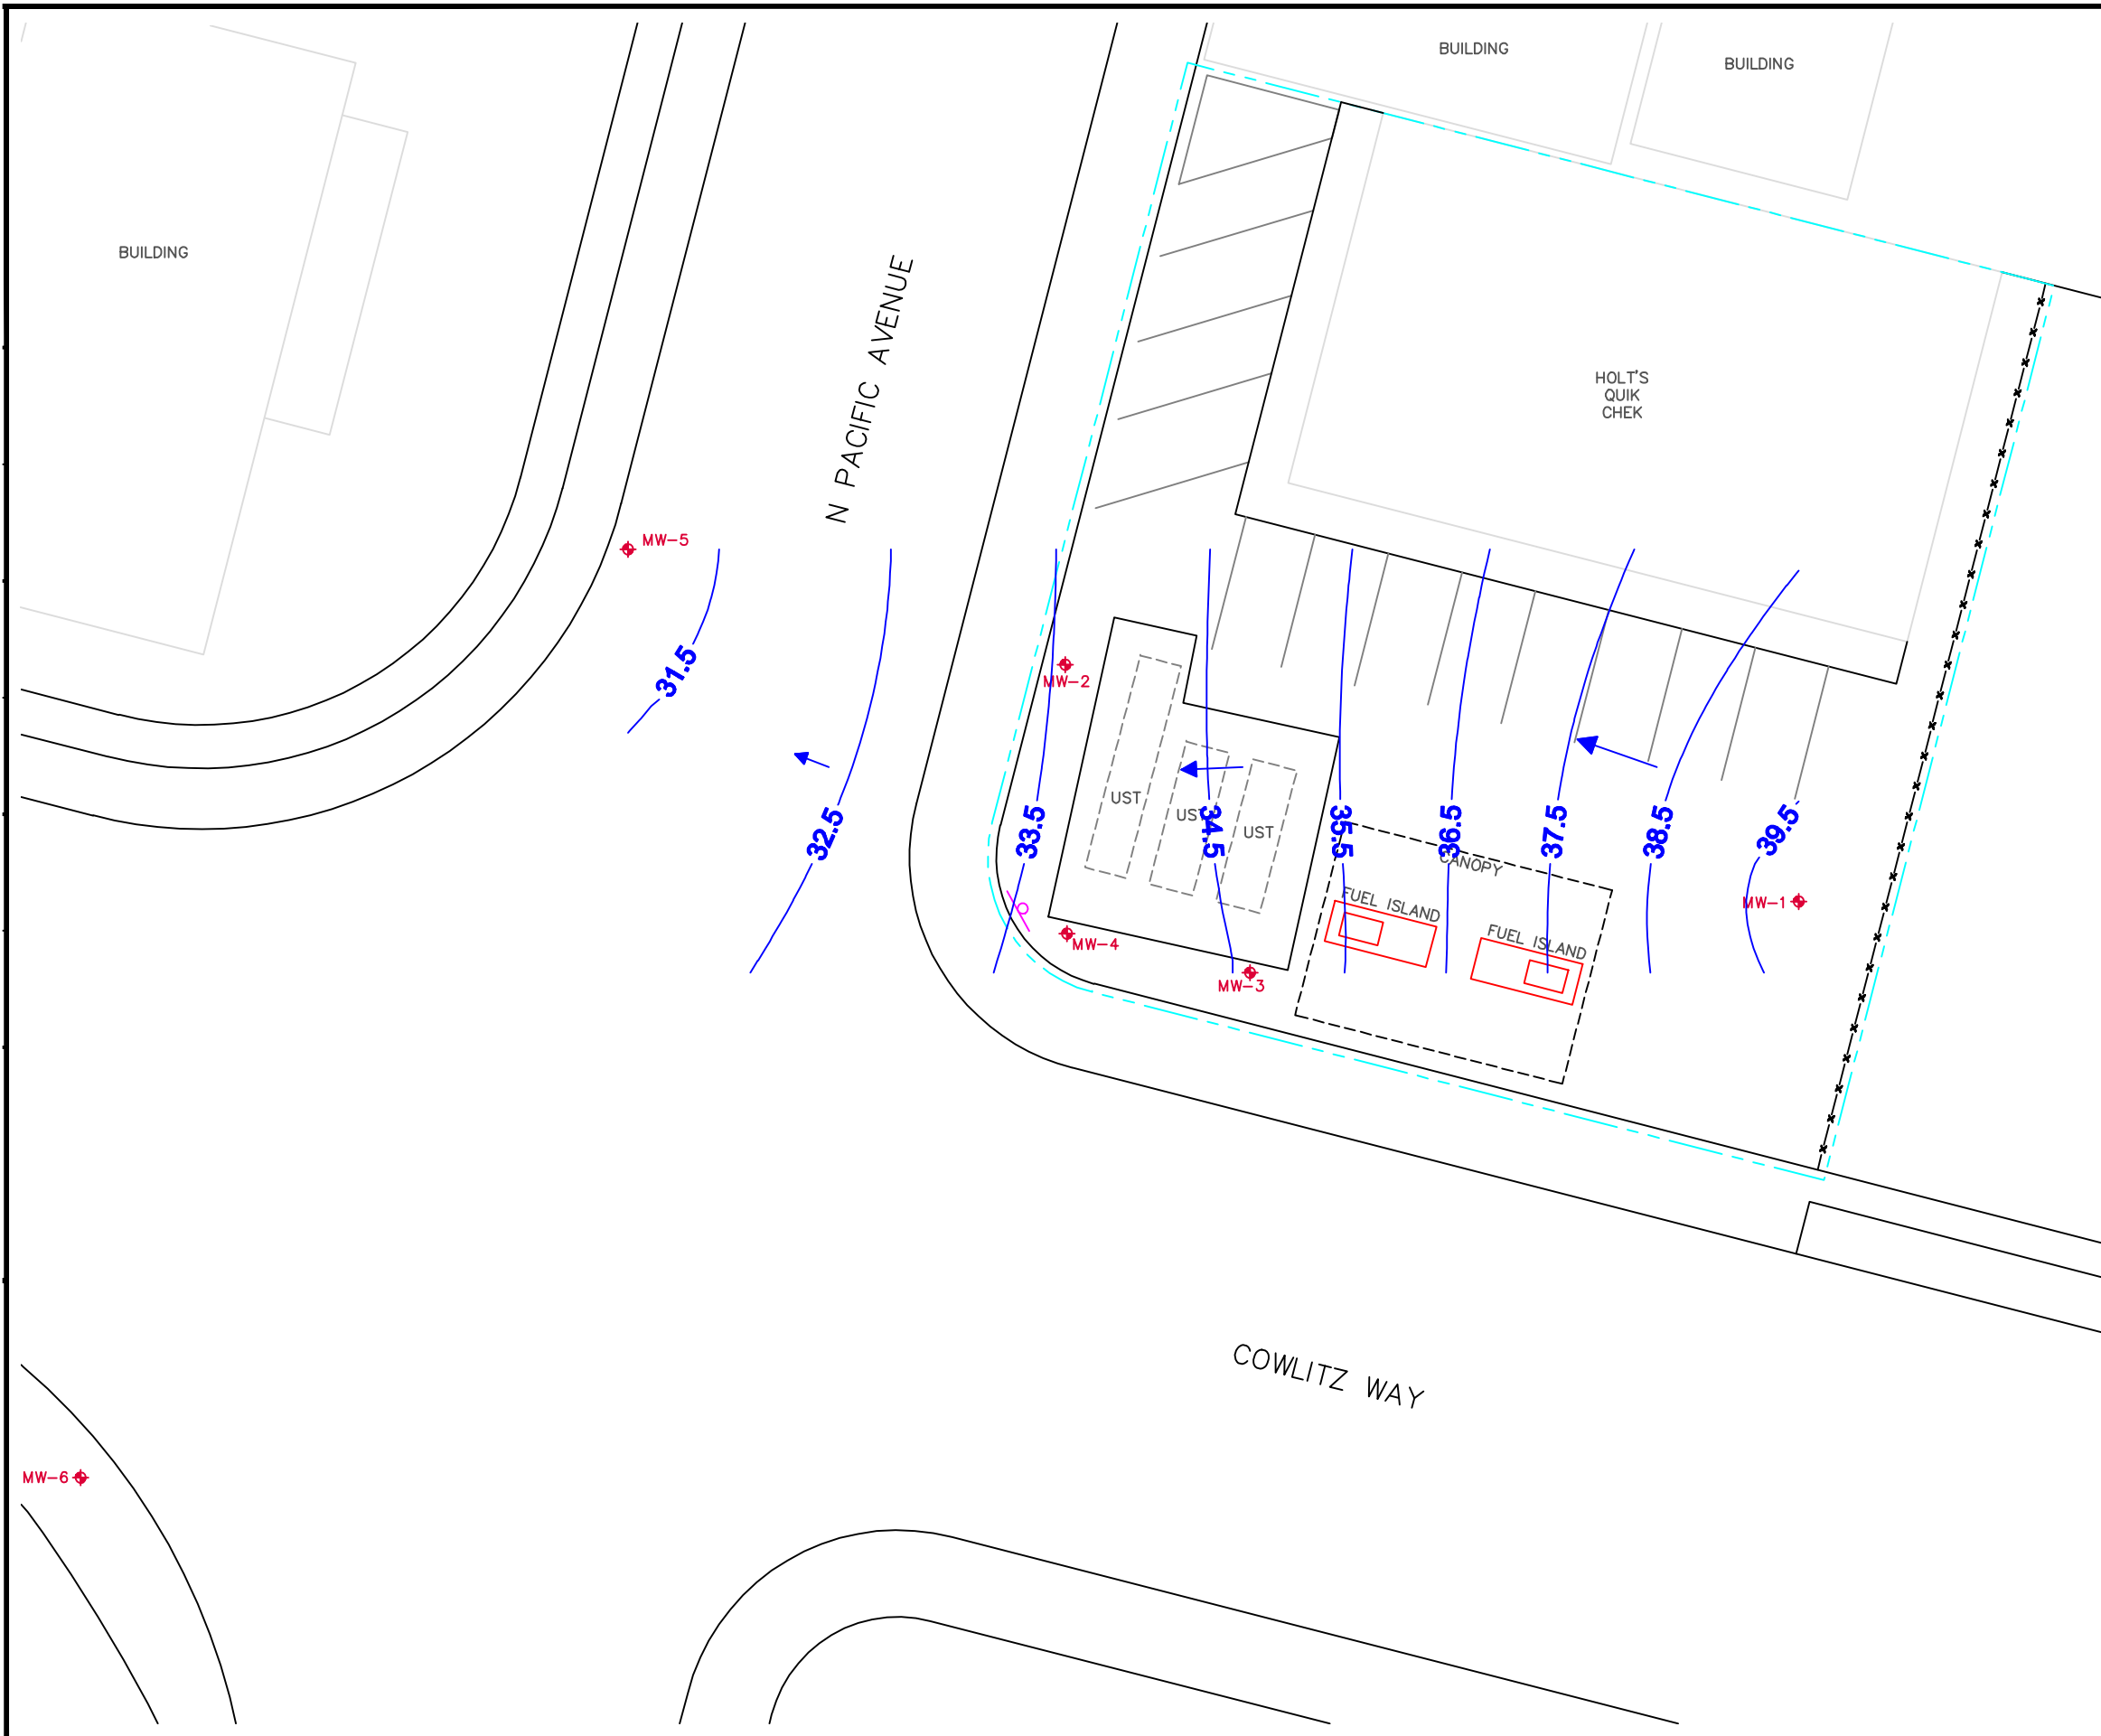 BUILDING
BUILDING
BUILDING
N PACIFIC AVENUE
HOLT'S
QUIK
CHEK
MW-5
31.5
MW-2
UST
UST
UST
32.5
33.5
34.5
35.5
36.5
37.5
38.5
39.5
CANOPY
FUEL ISLAND
FUEL ISLAND
MW-1
MW-4
MW-3
COWLITZ WAY
MW-6